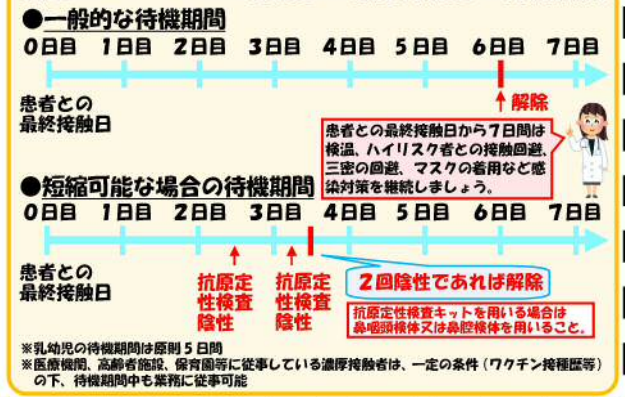 ●一般的な待機期間
0日目 1日目 2日目 3日目 4日目 5日目 6日目 7日目
患者との
最終接触日
↑解除
患者との最終接触日から7日間は
検温、ハイリスク者との接触回避、
三密の回避、マスクの着用など感
染対策を継続しましょう。
●短縮可能な場合の待機期間
0日目 1日目 2日目 3日目 4日目 5日目 6日目 7日目
患者との
最終接触日
抗原定
性検査
陰性
抗原定
性検査
陰性
2回陰性であれば解除
抗原定性検査キットを用いる場合は
鼻咽頭検体又は鼻腔検体を用いること。
※乳幼児の待機期間は原則5日間
※医療機関、高齢者施設、保育園等に従事している濃厚接触者は、一定の条件(ワクチン接種歴等)
の下、待機期間中も業務に従事可能